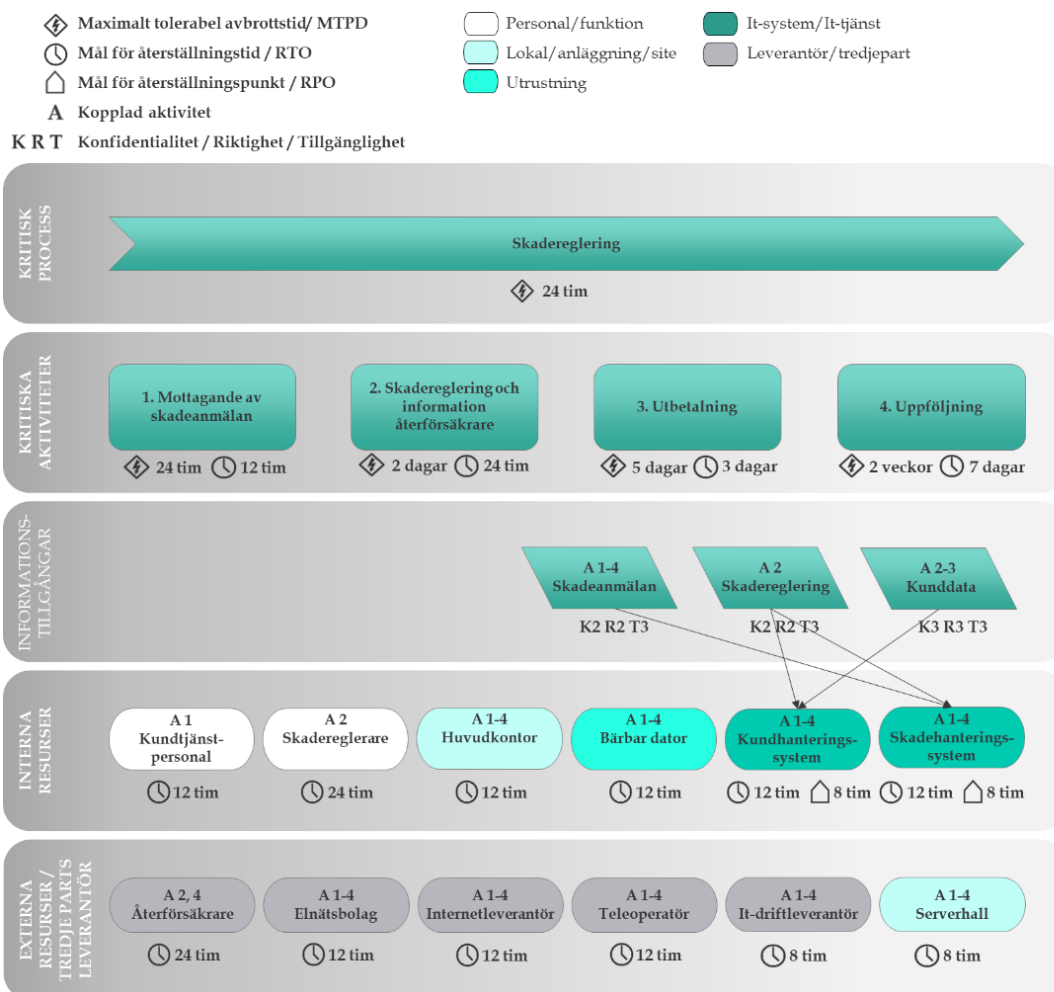 Maximalt tolerabel avbrottstid/ MTPD
Mål för återställningstid / RTO
Mål för återställningspunkt / RPO
A Kopplad aktivitet
K R T Konfidentialitet / Riktighet / Tillgänglighet
Personal/funktion
Lokal/anläggning/site
Utrustning
It-system/It-tjänst
Leverantör/tredjepart
KRITISK
PROCESS
Skadereglering
24 tim
KRITISKA
AKTIVITETER
1. Mottagande av
skadeanmälan
24 tim 12 tim
2. Skadereglering och
information
återförsäkrare
2 dagar 24 tim
3. Utbetalning
5 dagar 3 dagar
4. Uppföljning
2 veckor 7 dagar
INFORMATIONS-
TILLGÅNGAR
A 1-4
Skadeanmälan
K2 R2 T3
A 2
Skadereglering
K2 R2 T3
A 2-3
Kunddata
K3 R3 T3
INTERNA
RESURSER
A 1
Kundtjänst-
personal
12 tim
A 2
Skadereglerare
24 tim
A 1-4
Huvudkontor
12 tim
A 1-4
Bärbar dator
12 tim
A 1-4
Kundhanterings-
system
12 tim 8 tim
A 1-4
Skadehanterings-
system
12 tim 8 tim
EXTERNA
RESURSER /
TREDJEPARTS
LEVERANTÖR
A 2, 4
Återförsäkrare
24 tim
A 1-4
Elnätsbolag
12 tim
A 1-4
Internetleverantör
12 tim
A 1-4
Teleoperatör
12 tim
A 1-4
It-driftleverantör
8 tim
A 1-4
Serverhall
8 tim